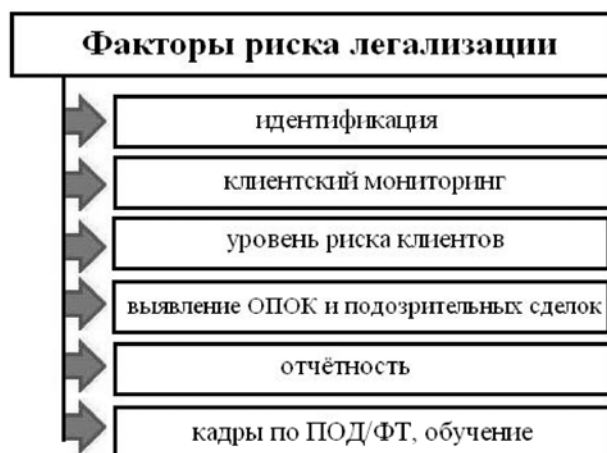 Факторы риска легализации
идентификация
клиентский мониторинг
уровень риска клиентов
выявление ОПОК и подозрительных сделок
отчётность
кадры по ПОД/ФТ, обучение